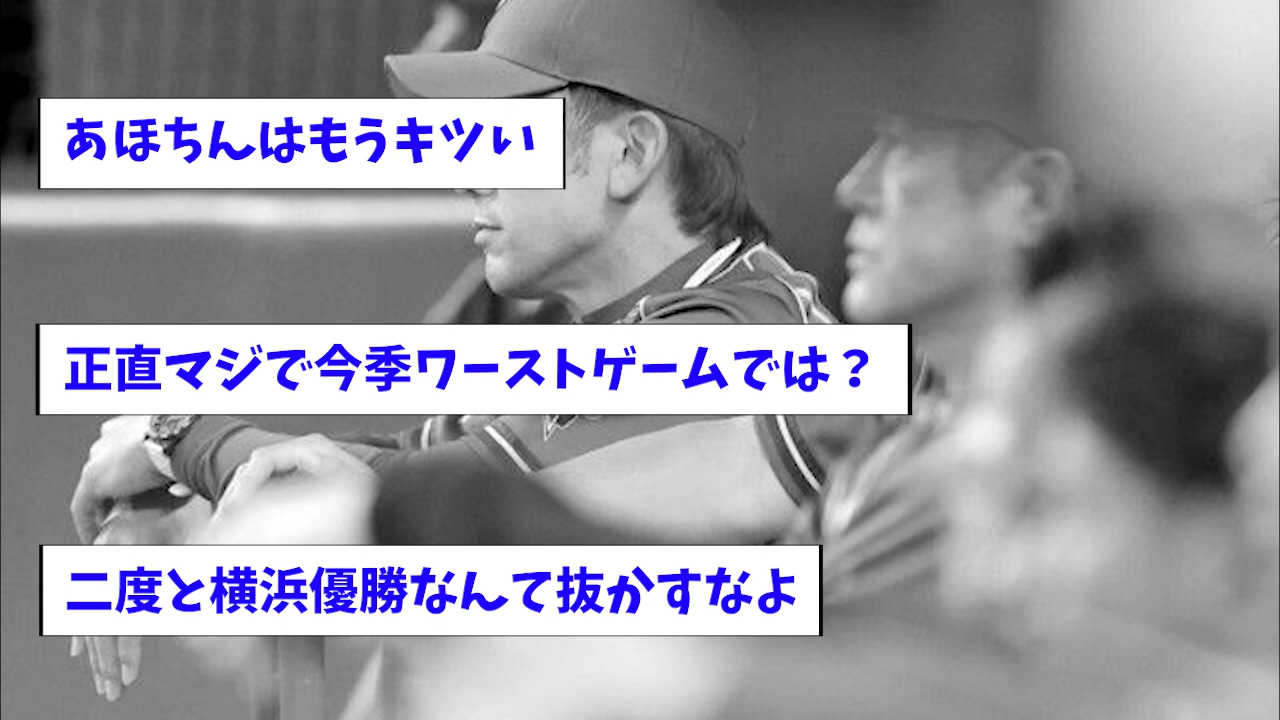 あほちんはもうキツい
正直マジで今季ワーストゲームでは？
二度と横浜優勝なんて抜かすなよ